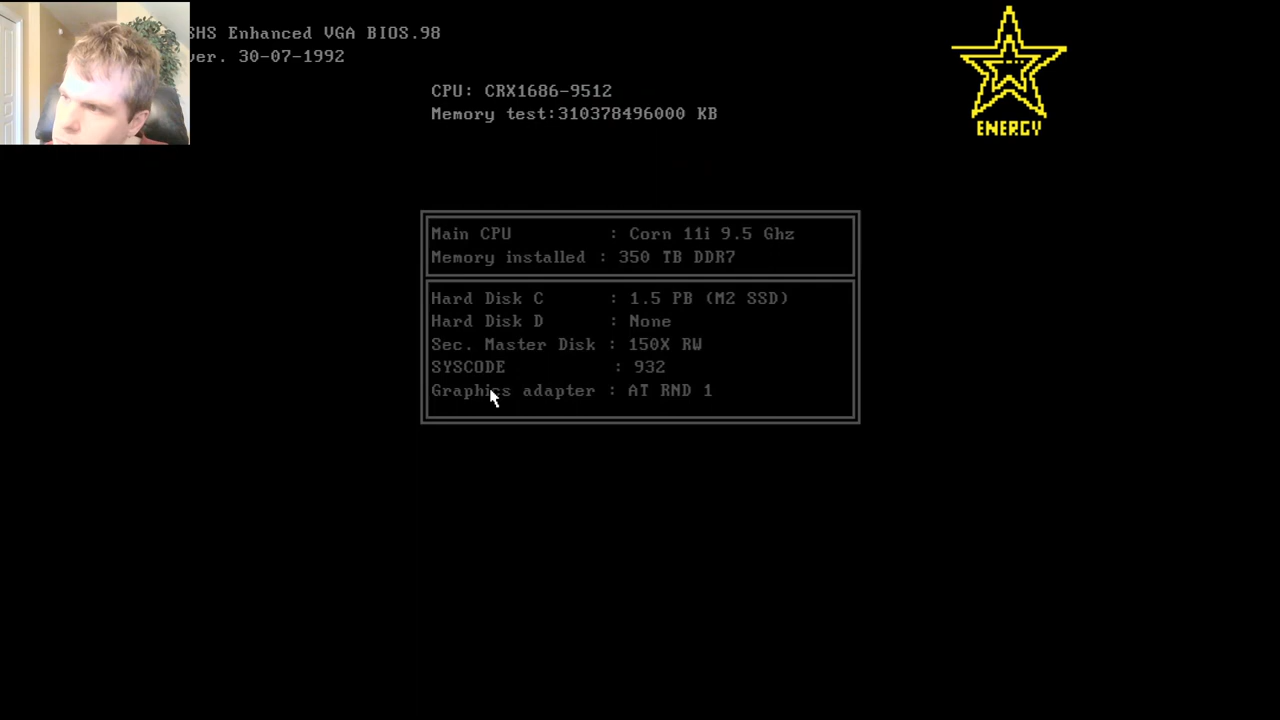 SHS Enhanced VGA BIOS.98
ver. 30-07-1992
ENERGY
CPU: CRX1686-9512
Memory test:310378496000 KB
Main CPU : Corn 11i 9.5 Ghz
Memory installed : 350 TB DDR7
Hard Disk C : 1.5 PB (M2 SSD)
Hard Disk D : None
Sec. Master Disk : 150X RW
SYSCODE : 932
Graphics adapter : AT RND 1